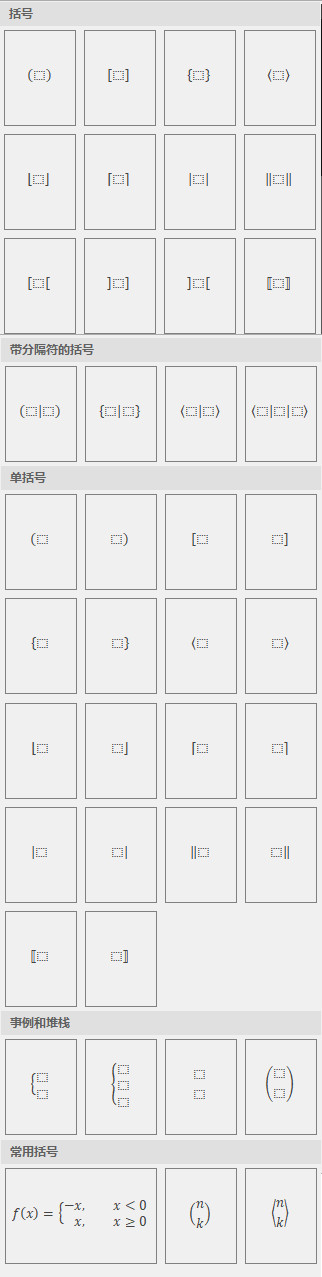 括号
(⬚) [⬚] {⬚} ⟨⬚⟩
⌊⬚⌋ ⌈⬚⌉ |⬚| ‖⬚‖
[⬚[ ]⬚] ]⬚[ ⟦⬚⟧
带分隔符的括号
(⬚|⬚) {⬚|⬚} ⟨⬚|⬚⟩ ⟨⬚|⬚|⬚⟩
单括号
(⬚ ⬚) [⬚ ⬚]
{⬚ ⬚} ⟨⬚ ⬚⟩
⌊⬚ ⬚⌋ ⌈⬚ ⬚⌉
|⬚ ⬚| ‖⬚ ⬚‖
⟦⬚ ⬚⟧
事例和堆栈
{⬚ ⬚ {⬚ ⬚ ⬚ ⬚ ⬚ (⬚ ⬚)
常用括号
f(x) = {−x, x < 0
x, x ≥ 0
(n k) ⟨n k⟩